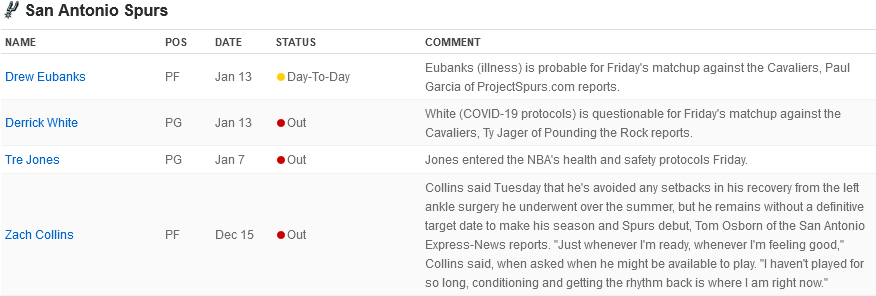 San Antonio Spurs
NAME POS DATE STATUS COMMENT
Drew Eubanks PF Jan 13 Day-To-Day Eubanks (illness) is probable for Friday's matchup against the Cavaliers, Paul
Garcia of ProjectSpurs.com reports.
Derrick White PG Jan 13 Out White (COVID-19 protocols) is questionable for Friday's matchup against the
Cavaliers, Ty Jager of Pounding the Rock reports.
Tre Jones PG Jan 7 Out Jones entered the NBA's health and safety protocols Friday.
Zach Collins PF Dec 15 Out Collins said Tuesday that he's avoided any setbacks in his recovery from the left
ankle surgery he underwent over the summer, but he remains without a definitive
target date to make his season and Spurs debut, Tom Osborn of the San Antonio
Express-News reports. "Just whenever I'm ready, whenever I'm feeling good,"
Collins said, when asked when he might be available to play. "I haven't played for
so long, conditioning and getting the rhythm back is where I am right now."